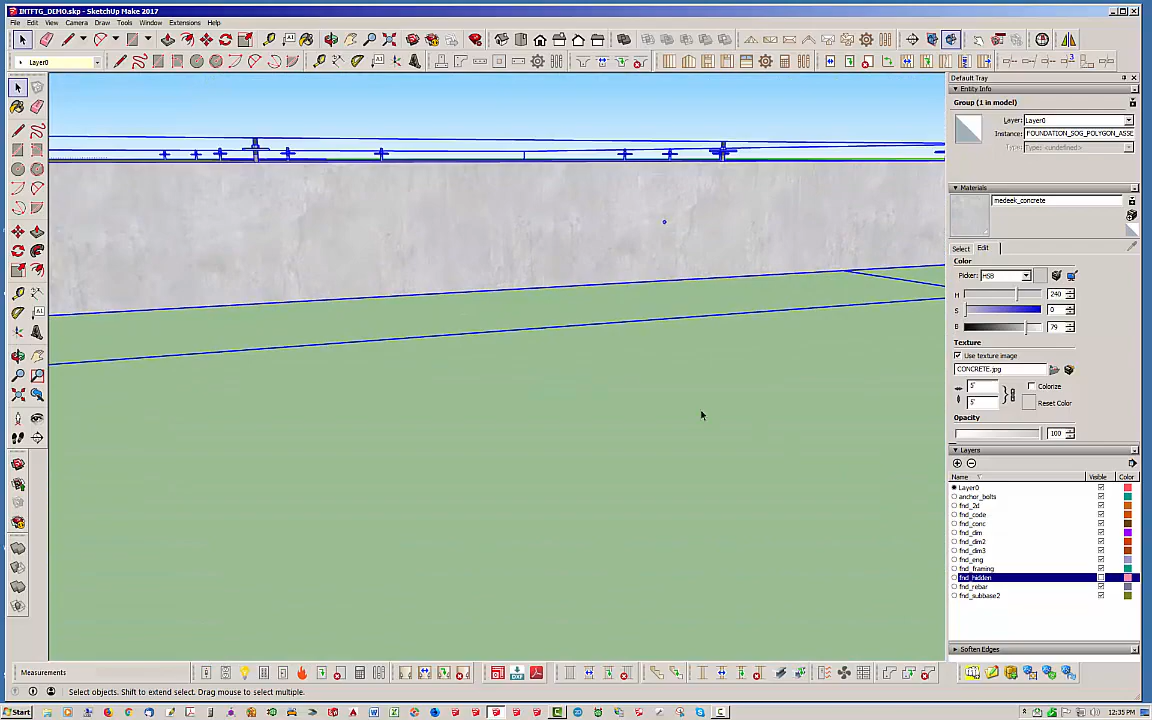 INTFTG_DEMO.skp - SketchUp Make 2017
File Edit View Camera Draw Tools Window Extensions Help
Layer0
Default Tray
Entity Info
Group (1 in model)
Layer: Layer0
Instance: FOUNDATION_SOG_POLYGON_ASSE
Type: Type: <undefined>
Materials
medeek_concrete
Select Edit
Color
Picker: HSB
H 240
S 0
B 79
Texture
Use texture image
CONCRETE.jpg
5' Colorize
5' Reset Color
Opacity
100
Layers
Name Visible Color
Layer0
anchor_bolts
fnd_2d
fnd_code
fnd_conc
fnd_dim
fnd_dim2
fnd_dim3
fnd_eng
fnd_framing
fnd_hidden
fnd_rebar
fnd_subbase2
Soften Edges
Measurements
Select objects. Shift to extend select. Drag mouse to select multiple.
Start
12:35 PM